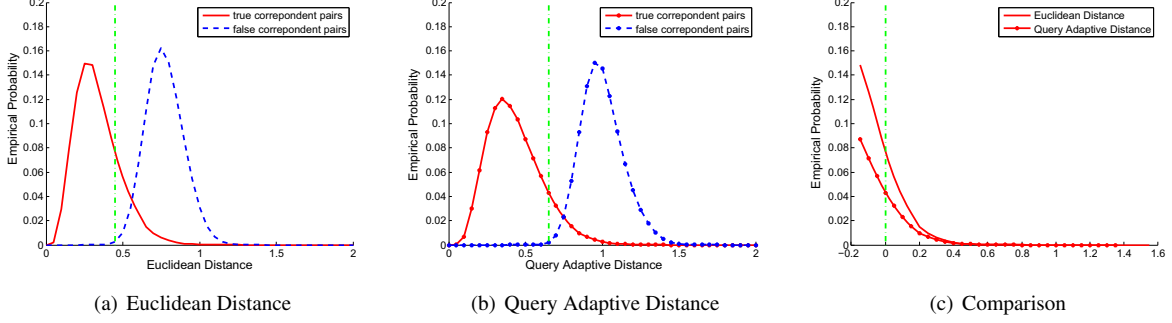 true correpondent pairs
false correpondent pairs
Empirical Probability
0.2
0.18
0.16
0.14
0.12
0.1
0.08
0.06
0.04
0.02
0
0 0.5 1 1.5 2
Euclidean Distance
(a) Euclidean Distance
true correpondent pairs
false correpondent pairs
Empirical Probability
0.2
0.18
0.16
0.14
0.12
0.1
0.08
0.06
0.04
0.02
0
0 0.5 1 1.5 2
Query Adaptive Distance
(b) Query Adaptive Distance
Euclidean Distance
Query Adaptive Distance
Empirical Probability
0.2
0.18
0.16
0.14
0.12
0.1
0.08
0.06
0.04
0.02
0
−0.2 0 0.2 0.4 0.6 0.8 1 1.2 1.4 1.6
(c) Comparison